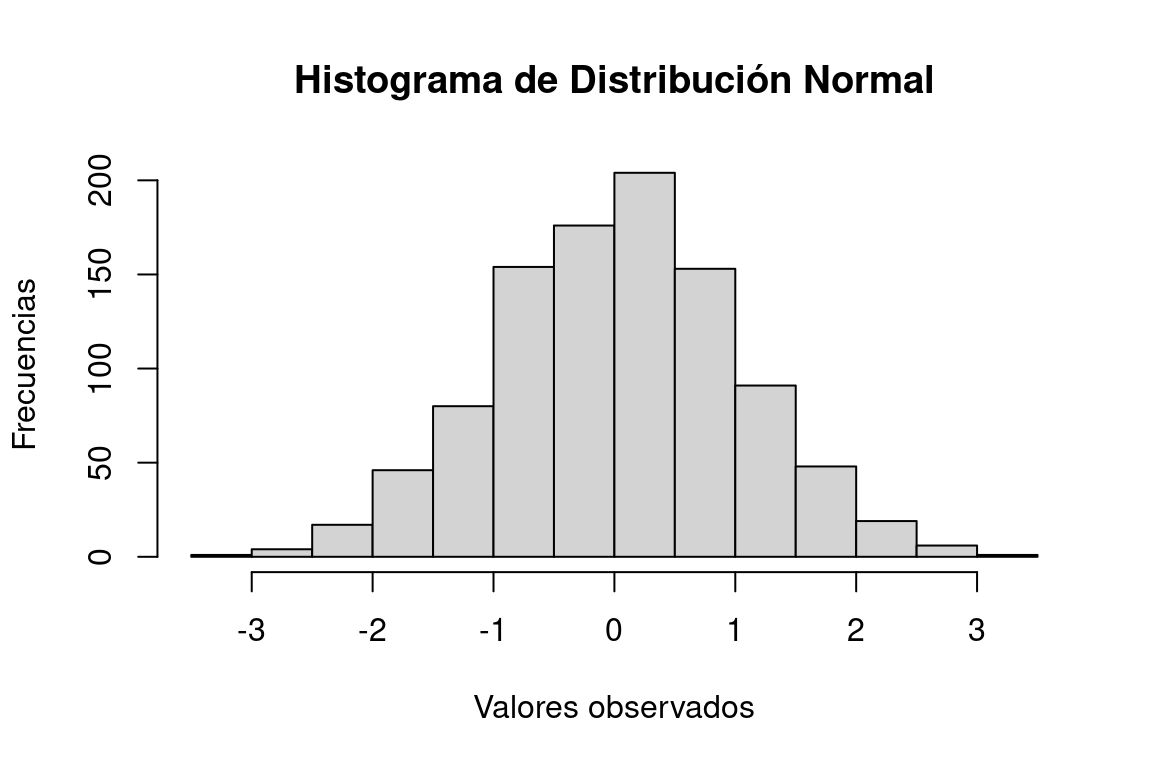 Histograma de Distribución Normal
Frecuencias
200
150
100
50
0
-3 -2 -1 0 1 2 3
Valores observados